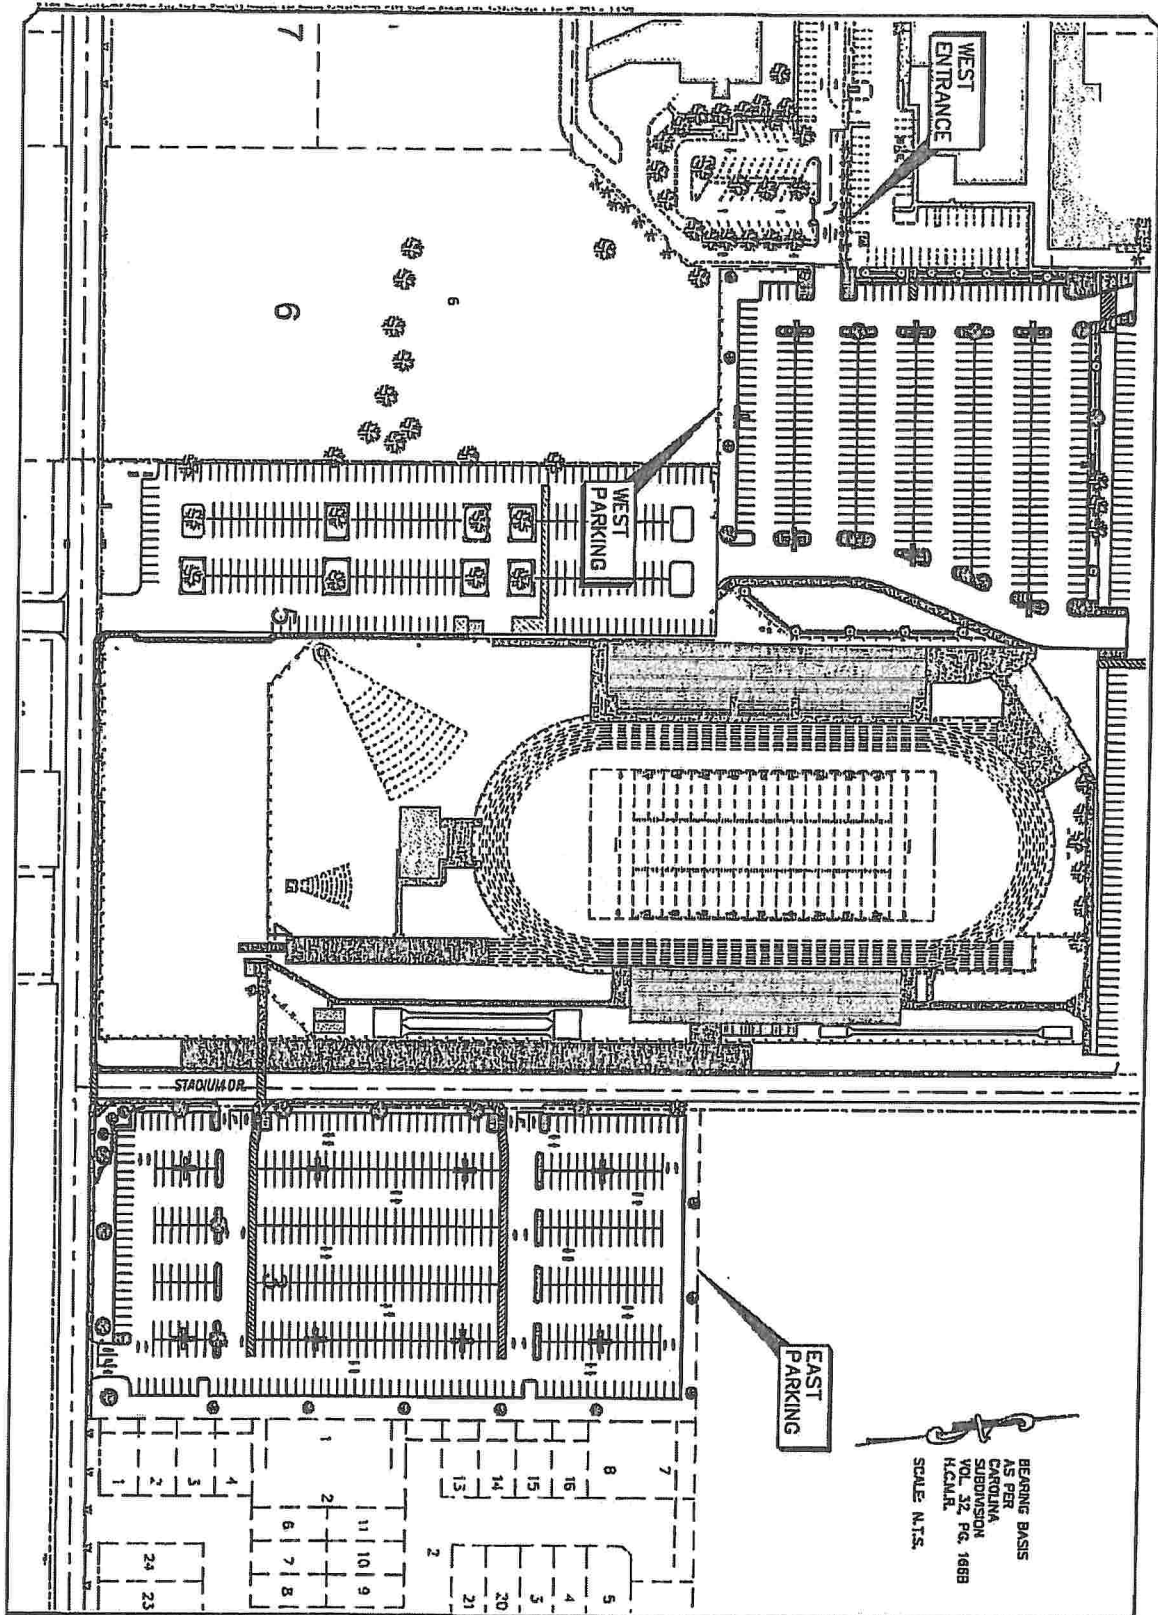 7
WEST
ENTRANCE
6
6
WEST
PARKING
5
STADIUM DR.
3
EAST
PARKING
BEARING BASIS
AS PER
CAROLINA
SUBDIVISION
VOL. 32, PG. 166B
H.C.M.R.
SCALE: N.T.S.
1
2
3
4
1
2
6
7
8
11
10
9
2
13
14
15
16
8
7
24
23
21
20
3
4
5